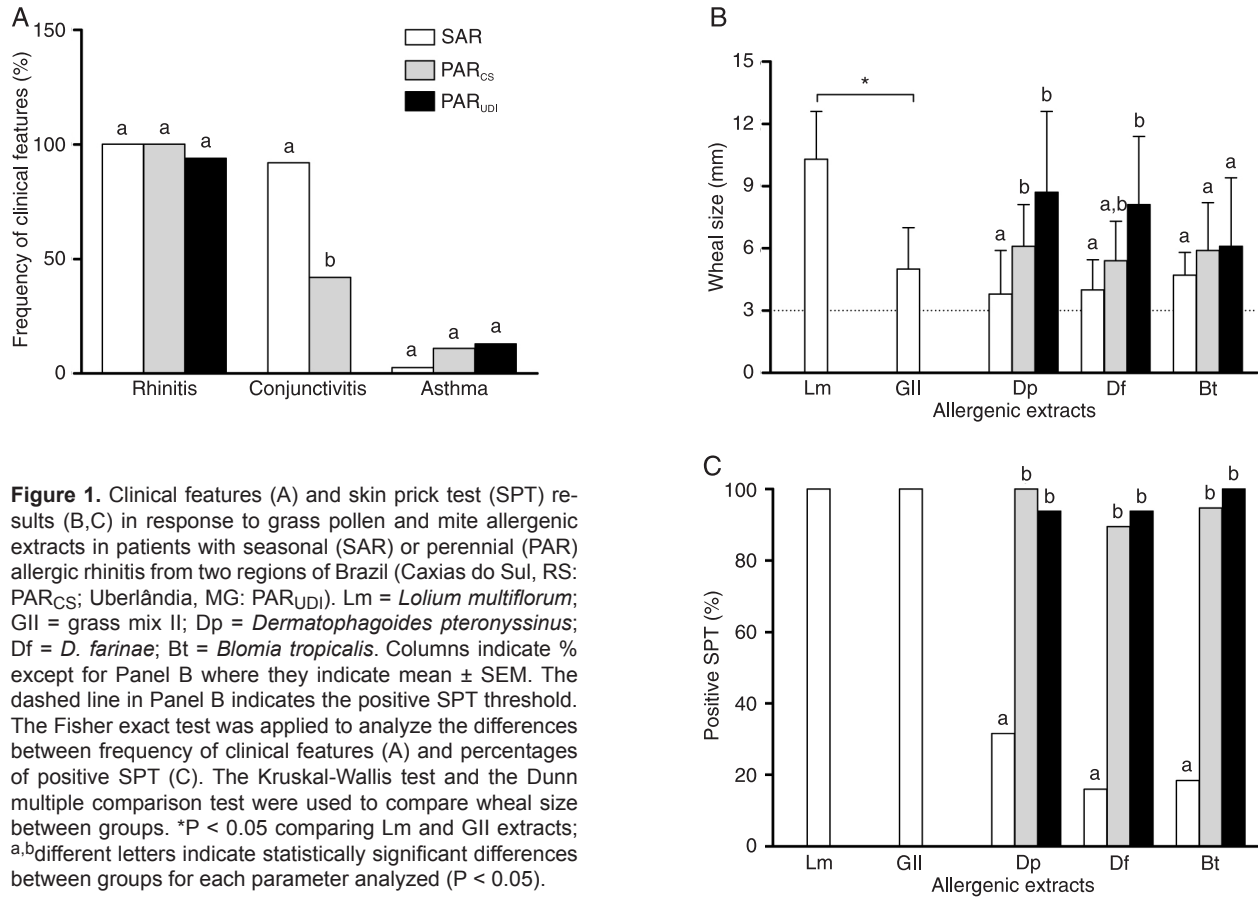 A
150
100
50
0
Frequency of clinical features (%)
SAR
PAR_CS
PAR_UDI
a a a
a b
a a a
Rhinitis Conjunctivitis Asthma
B
15
12
9
6
3
0
Wheal size (mm)
*
a b b
a a,b b
a a a
Lm GII Dp Df Bt
Allergenic extracts
Figure 1. Clinical features (A) and skin prick test (SPT) re-
sults (B,C) in response to grass pollen and mite allergenic
extracts in patients with seasonal (SAR) or perennial (PAR)
allergic rhinitis from two regions of Brazil (Caxias do Sul, RS:
PAR_CS; Uberlândia, MG: PAR_UDI). Lm = Lolium multiflorum;
GII = grass mix II; Dp = Dermatophagoides pteronyssinus;
Df = D. farinae; Bt = Blomia tropicalis. Columns indicate %
except for Panel B where they indicate mean ± SEM. The
dashed line in Panel B indicates the positive SPT threshold.
The Fisher exact test was applied to analyze the differences
between frequency of clinical features (A) and percentages
of positive SPT (C). The Kruskal-Wallis test and the Dunn
multiple comparison test were used to compare wheal size
between groups. *P < 0.05 comparing Lm and GII extracts;
a,bdifferent letters indicate statistically significant differences
between groups for each parameter analyzed (P < 0.05).
C
100
80
60
40
20
0
Positive SPT (%)
a b b
a b b
a b b
Lm GII Dp Df Bt
Allergenic extracts